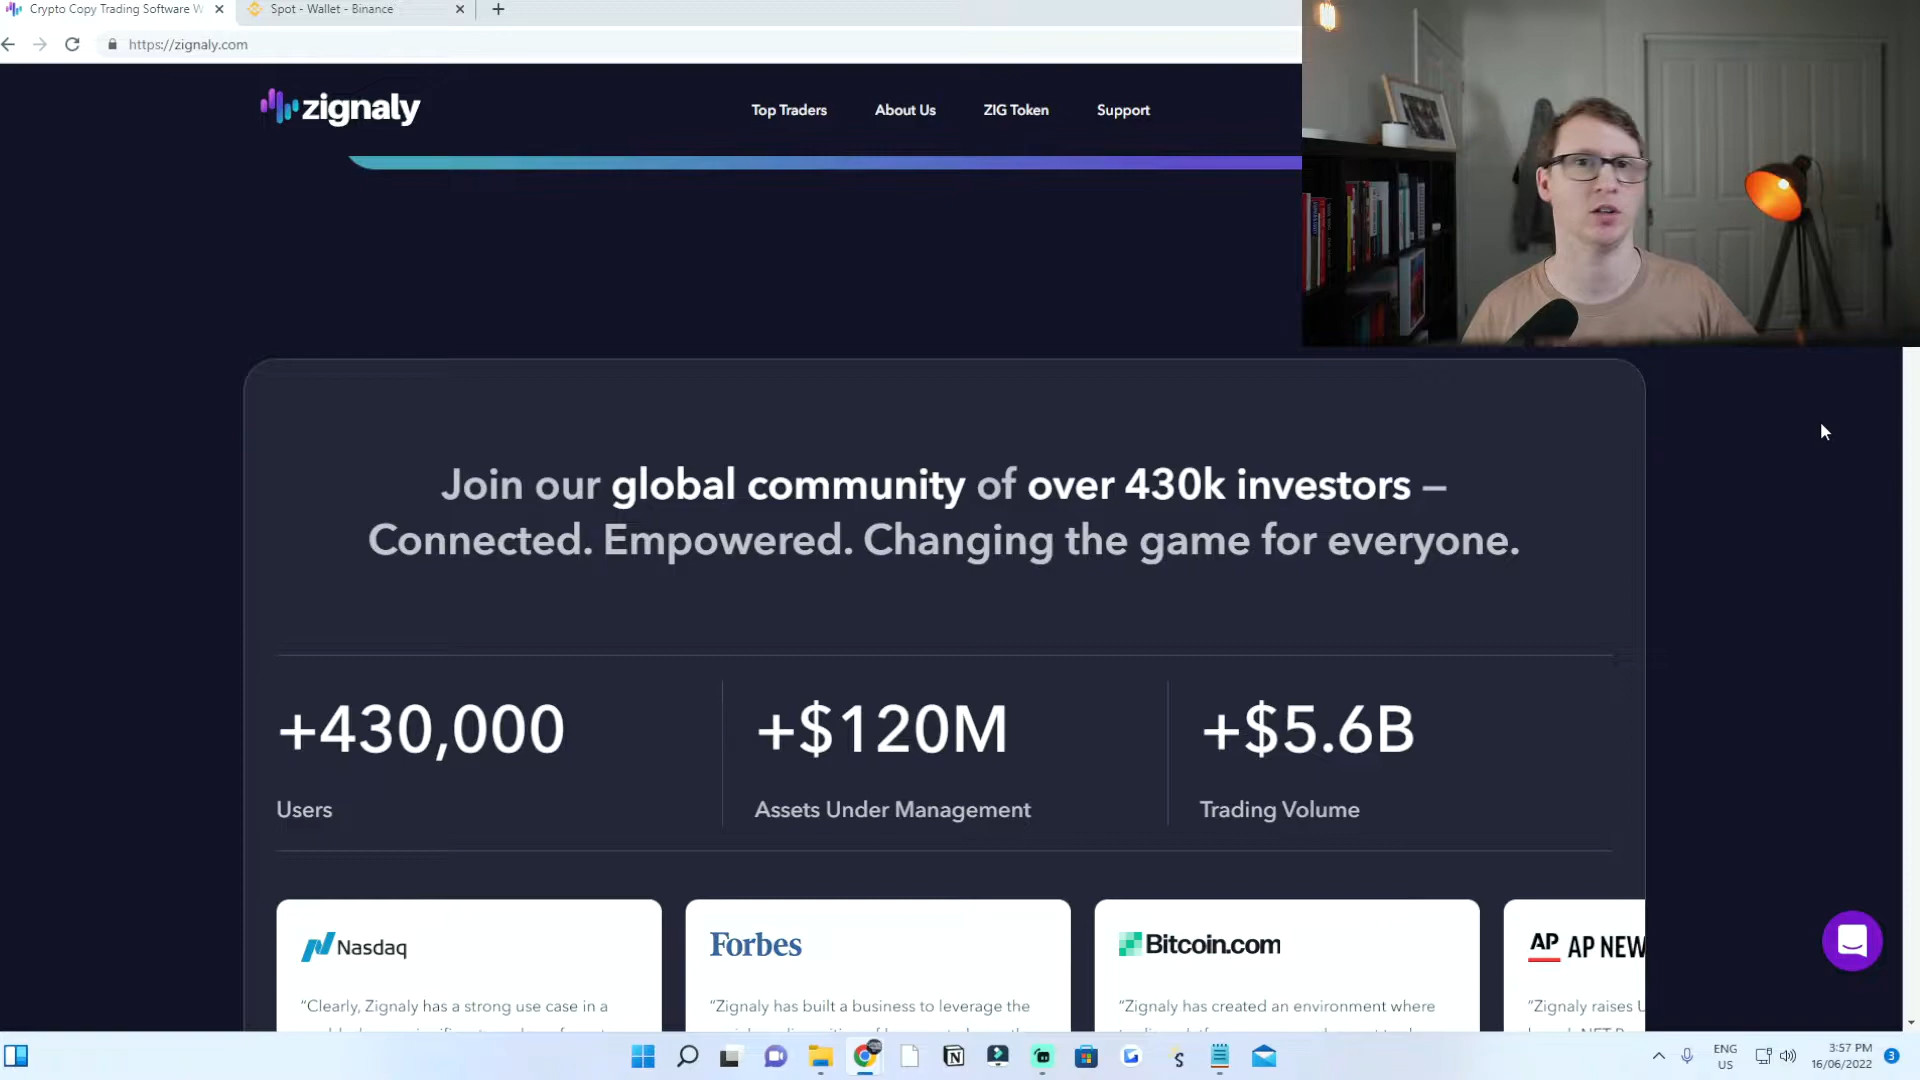 Crypto Copy Trading Software W
Spot - Wallet - Binance
https://zignaly.com
zignaly
Top Traders
About Us
ZIG Token
Support
Join our global community of over 430k investors –
Connected. Empowered. Changing the game for everyone.
+430,000
Users
+$120M
Assets Under Management
+$5.6B
Trading Volume
Nasdaq
Forbes
Bitcoin.com
AP AP NEW
“Clearly, Zignaly has a strong use case in a
“Zignaly has built a business to leverage the
“Zignaly has created an environment where
“Zignaly raises U
ENG
US
3:57 PM
16/06/2022
3